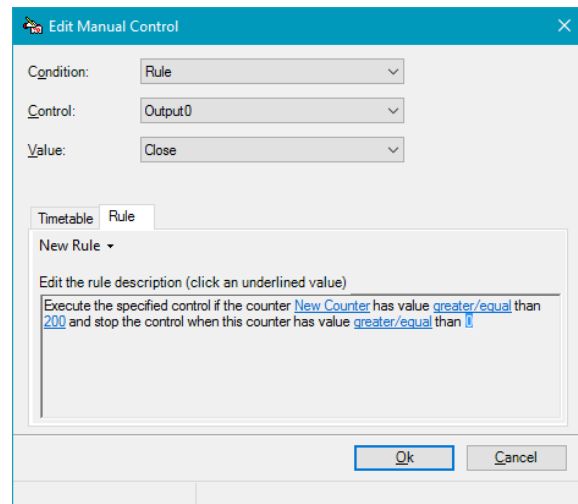 Edit Manual Control
Condition: Rule
Control: Output0
Value: Close
Timetable Rule
New Rule
Edit the rule description (click an underlined value)
Execute the specified control if the counter New Counter has value greater/equal than
200 and stop the control when this counter has value greater/equal than 0
Ok Cancel